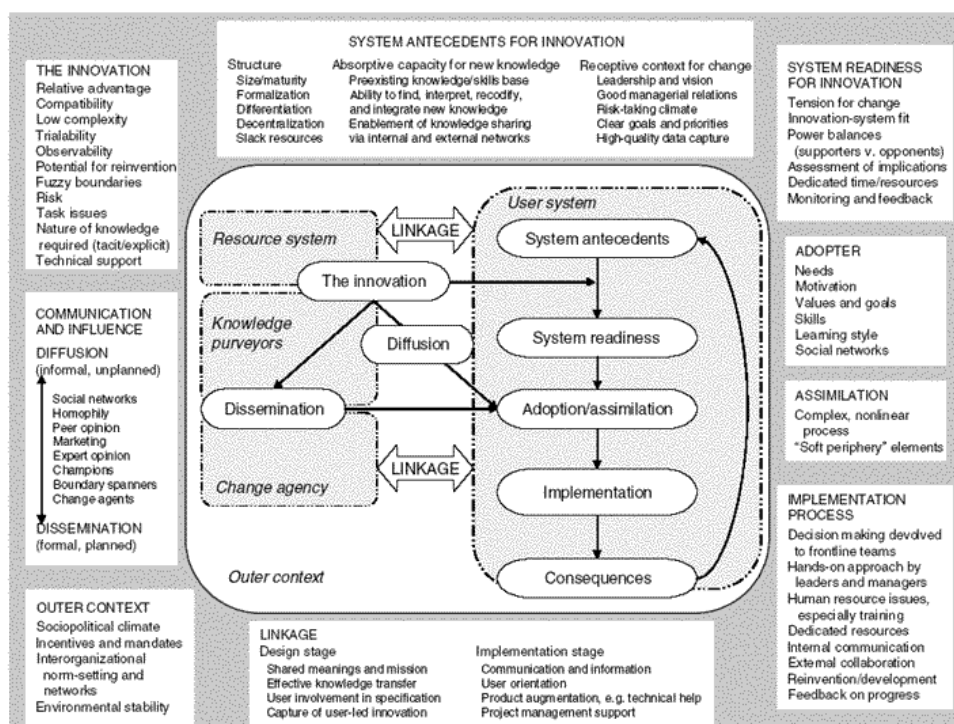 SYSTEM ANTECEDENTS FOR INNOVATION
Structure
Size/maturity
Formalization
Differentiation
Decentralization
Slack resources
Absorptive capacity for new knowledge
Preexisting knowledge/skills base
Ability to find, interpret, recodify,
and integrate new knowledge
Enablement of knowledge sharing
via internal and external networks
Receptive context for change
Leadership and vision
Good managerial relations
Risk-taking climate
Clear goals and priorities
High-quality data capture
THE INNOVATION
Relative advantage
Compatibility
Low complexity
Trialability
Observability
Potential for reinvention
Fuzzy boundaries
Risk
Task issues
Nature of knowledge
required (tacit/explicit)
Technical support
COMMUNICATION
AND INFLUENCE
DIFFUSION
(informal, unplanned)
Social networks
Homophily
Peer opinion
Marketing
Expert opinion
Champions
Boundary spanners
Change agents
DISSEMINATION
(formal, planned)
OUTER CONTEXT
Sociopolitical climate
Incentives and mandates
Interorganizational
norm-setting and
networks
Environmental stability
Resource system
LINKAGE
User system
System antecedents
The innovation
Knowledge
purveyors
Diffusion
System readiness
Dissemination
Adoption/assimilation
LINKAGE
Change agency
Implementation
Outer context
Consequences
LINKAGE
Design stage
Shared meanings and mission
Effective knowledge transfer
User involvement in specification
Capture of user-led innovation
Implementation stage
Communication and information
User orientation
Product augmentation, e.g. technical help
Project management support
SYSTEM READINESS
FOR INNOVATION
Tension for change
Innovation-system fit
Power balances
(supporters v. opponents)
Assessment of implications
Dedicated time/resources
Monitoring and feedback
ADOPTER
Needs
Motivation
Values and goals
Skills
Learning style
Social networks
ASSIMILATION
Complex, nonlinear
process
"Soft periphery" elements
IMPLEMENTATION
PROCESS
Decision making devolved
to frontline teams
Hands-on approach by
leaders and managers
Human resource issues,
especially training
Dedicated resources
Internal communication
External collaboration
Reinvention/development
Feedback on progress